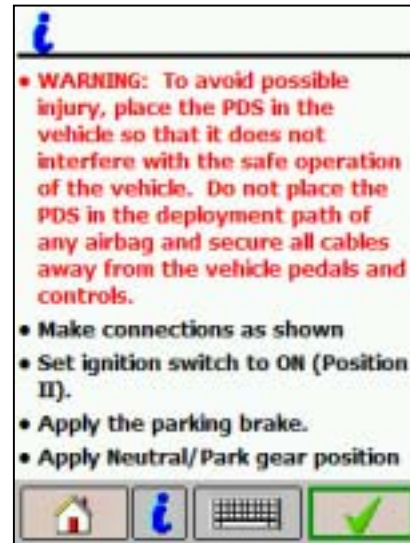 • WARNING: To avoid possible
injury, place the PDS in the
vehicle so that it does not
interfere with the safe operation
of the vehicle. Do not place the
PDS in the deployment path of
any airbag and secure all cables
away from the vehicle pedals and
controls.
• Make connections as shown
• Set ignition switch to ON (Position
II).
• Apply the parking brake.
• Apply Neutral/Park gear position